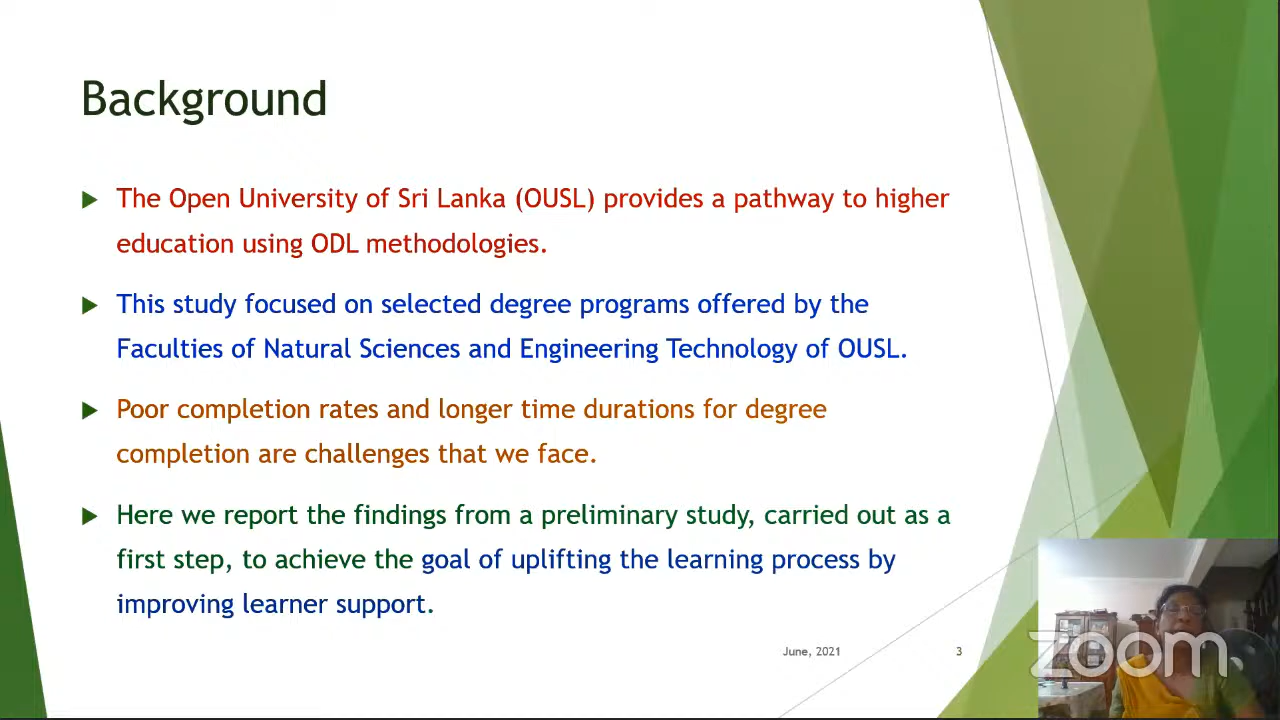 Background
The Open University of Sri Lanka (OUSL) provides a pathway to higher
education using ODL methodologies.
This study focused on selected degree programs offered by the
Faculties of Natural Sciences and Engineering Technology of OUSL.
Poor completion rates and longer time durations for degree
completion are challenges that we face.
Here we report the findings from a preliminary study, carried out as a
first step, to achieve the goal of uplifting the learning process by
improving learner support.
June, 2021
3
zoom